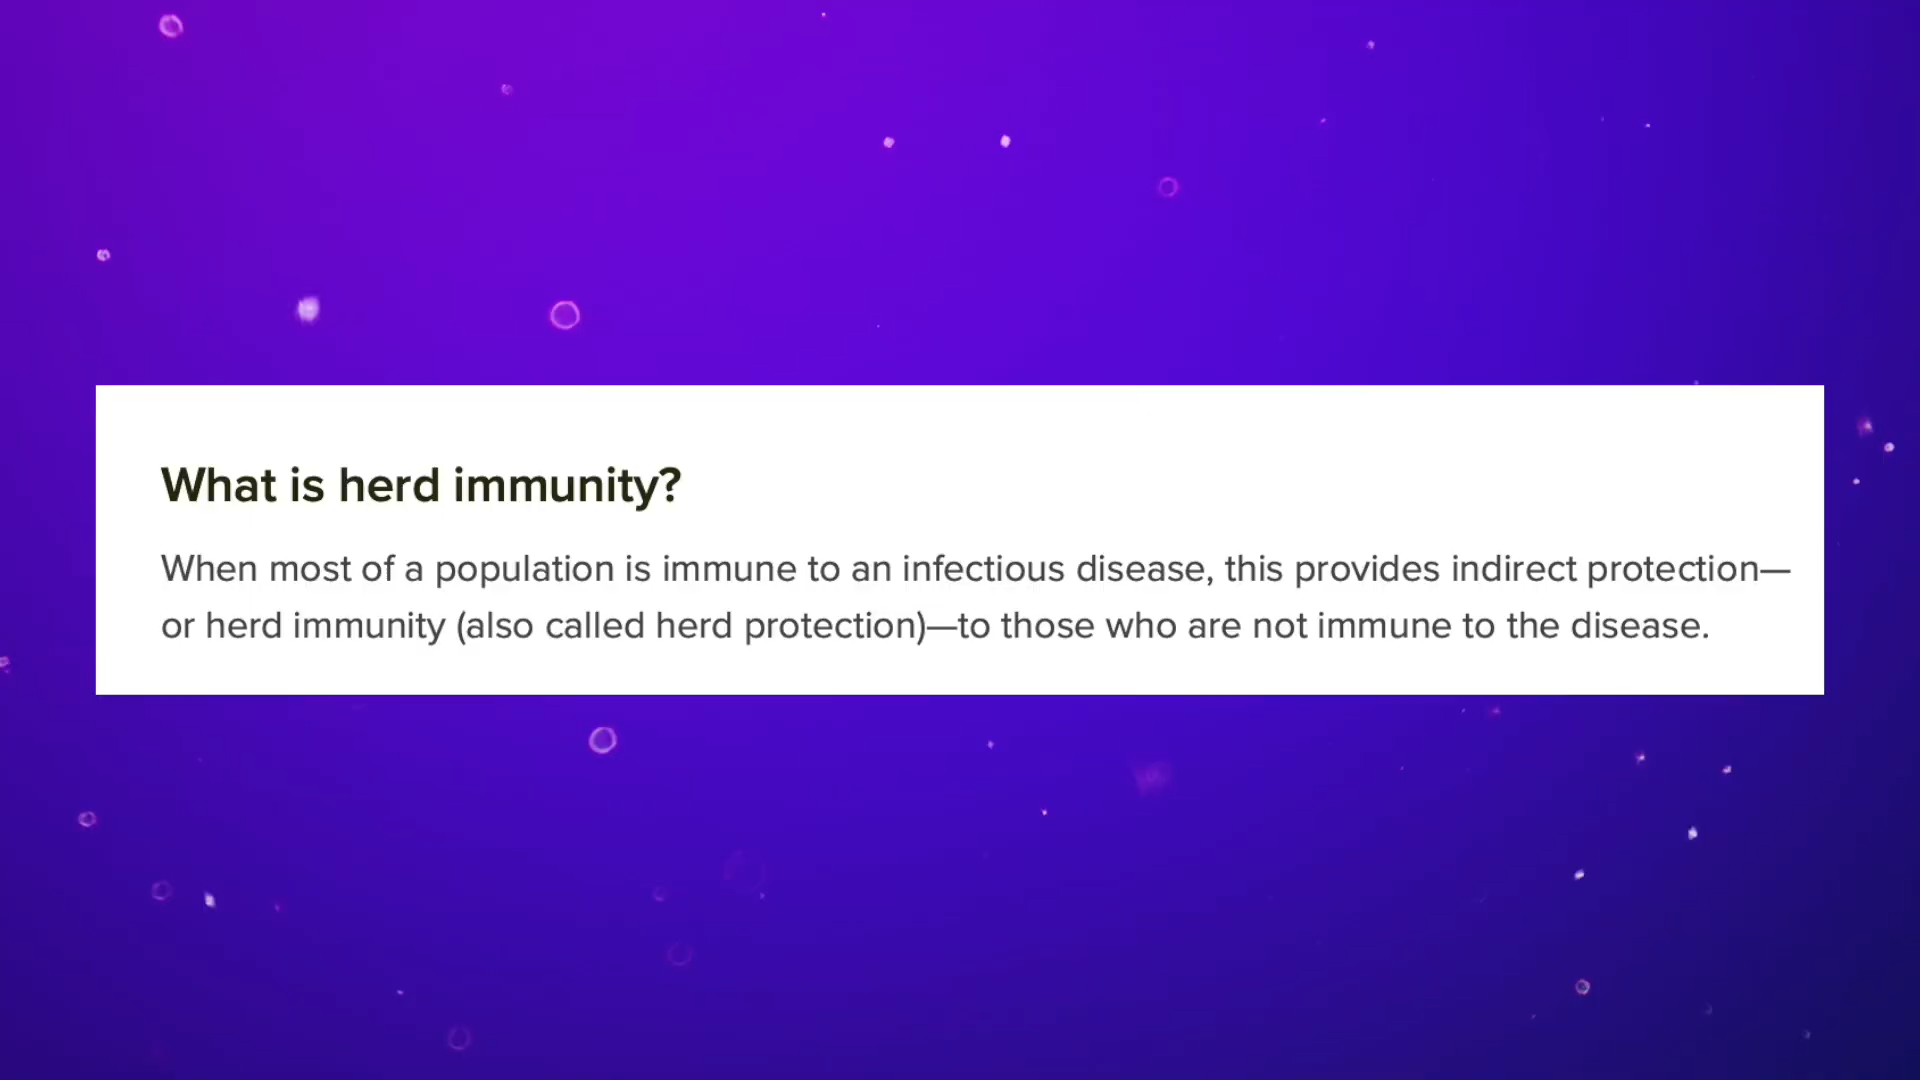 What is herd immunity?
When most of a population is immune to an infectious disease, this provides indirect protection—
or herd immunity (also called herd protection)—to those who are not immune to the disease.